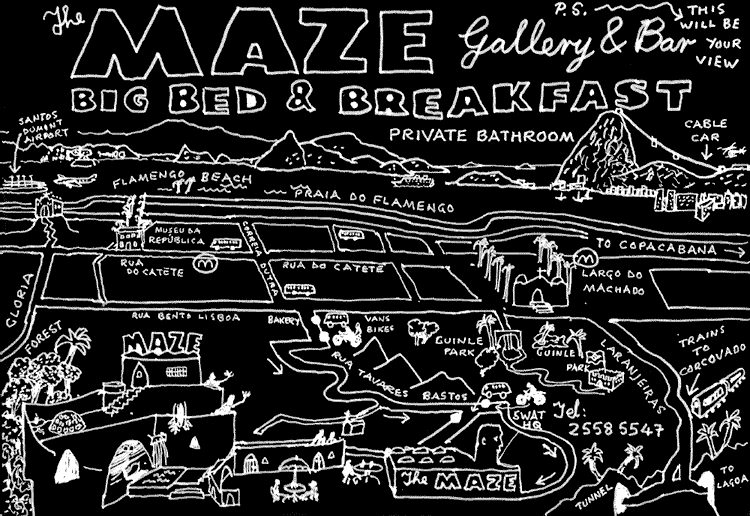 The MAZE Gallery & Bar
BIG BED & BREAKFAST
PRIVATE BATHROOM
P.S.
THIS
WILL BE
YOUR
VIEW
SANTOS
DUMONT
AIRPORT
CABLE
CAR
FLAMENGO BEACH
PRAIA DO FLAMENGO
MUSEU DA
REPÚBLICA
CORREIA DUTRA
TO COPACABANA
RUA
DO CATETE
M
RUA DO CATETE
M
LARGO DO
MACHADO
GLORIA
RUA BENTO LISBOA
BAKERY
VANS
BIKES
GUINLE
PARK
GUINLE
PARK
LARANJEIRAS
TRAINS
TO
CORCOVADO
FOREST
MAZE
RUA TAVARES BASTOS
SWAT
HQ
Tel:
2558 5547
The MAZE
TUNNEL
TO
LAGOA